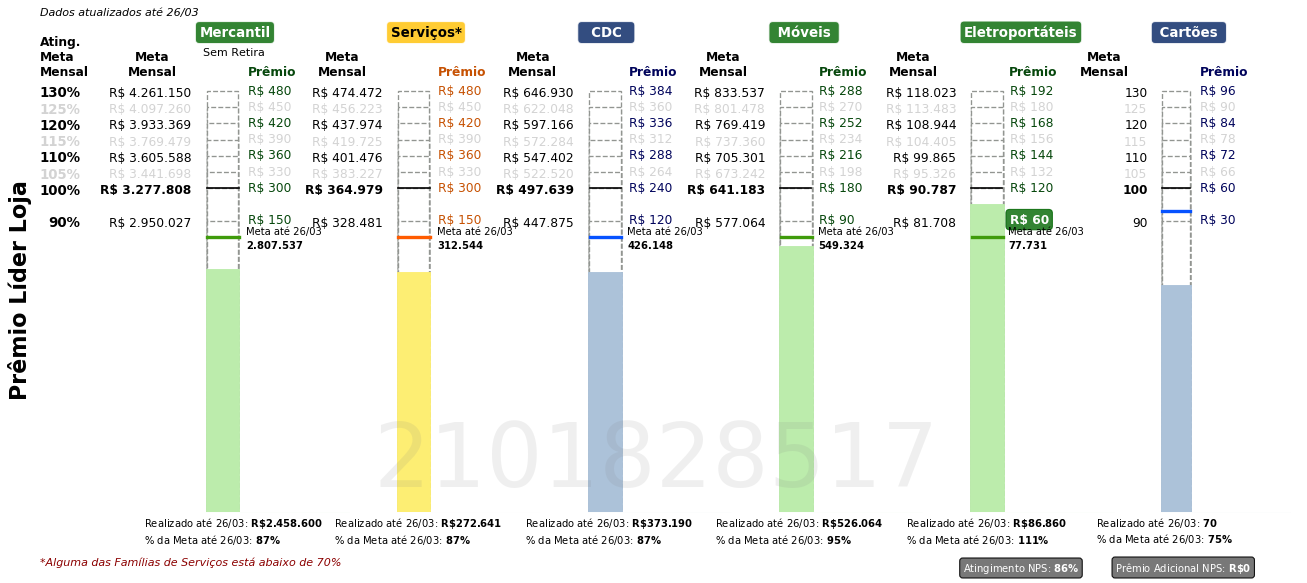 Dados atualizados até 26/03
Mercantil Serviços* CDC Móveis Eletroportáteis Cartões
Sem Retira
Ating. Meta Mensal Meta Mensal Prêmio Meta Mensal Prêmio Meta Mensal Prêmio Meta Mensal Prêmio Meta Mensal Prêmio Meta Mensal Prêmio
130% R$ 4.261.150 R$ 480 R$ 474.472 R$ 480 R$ 646.930 R$ 384 R$ 833.537 R$ 288 R$ 118.023 R$ 192 130 R$ 96
125% R$ 4.097.260 R$ 450 R$ 456.223 R$ 450 R$ 622.048 R$ 360 R$ 801.478 R$ 270 R$ 113.483 R$ 180 125 R$ 90
120% R$ 3.933.369 R$ 420 R$ 437.974 R$ 420 R$ 597.166 R$ 336 R$ 769.419 R$ 252 R$ 108.944 R$ 168 120 R$ 84
115% R$ 3.769.479 R$ 390 R$ 419.725 R$ 390 R$ 572.284 R$ 312 R$ 737.360 R$ 234 R$ 104.405 R$ 156 115 R$ 78
110% R$ 3.605.588 R$ 360 R$ 401.476 R$ 360 R$ 547.402 R$ 288 R$ 705.301 R$ 216 R$ 99.865 R$ 144 110 R$ 72
105% R$ 3.441.698 R$ 330 R$ 383.227 R$ 330 R$ 522.520 R$ 264 R$ 673.242 R$ 198 R$ 95.326 R$ 132 105 R$ 66
100% R$ 3.277.808 R$ 300 R$ 364.979 R$ 300 R$ 497.639 R$ 240 R$ 641.183 R$ 180 R$ 90.787 R$ 120 100 R$ 60
90% R$ 2.950.027 R$ 150 R$ 328.481 R$ 150 R$ 447.875 R$ 120 R$ 577.064 R$ 90 R$ 81.708 R$ 60 90 R$ 30
Meta até 26/03 Meta até 26/03 Meta até 26/03 Meta até 26/03 Meta até 26/03
2.807.537 312.544 426.148 549.324 77.731
Prêmio Líder Loja
2101828517
Realizado até 26/03: R$2.458.600 Realizado até 26/03: R$272.641 Realizado até 26/03: R$373.190 Realizado até 26/03: R$526.064 Realizado até 26/03: R$86.860 Realizado até 26/03: 70
% da Meta até 26/03: 87% % da Meta até 26/03: 87% % da Meta até 26/03: 87% % da Meta até 26/03: 95% % da Meta até 26/03: 111% % da Meta até 26/03: 75%
*Alguma das Famílias de Serviços está abaixo de 70% Atingimento NPS: 86% Prêmio Adicional NPS: R$0